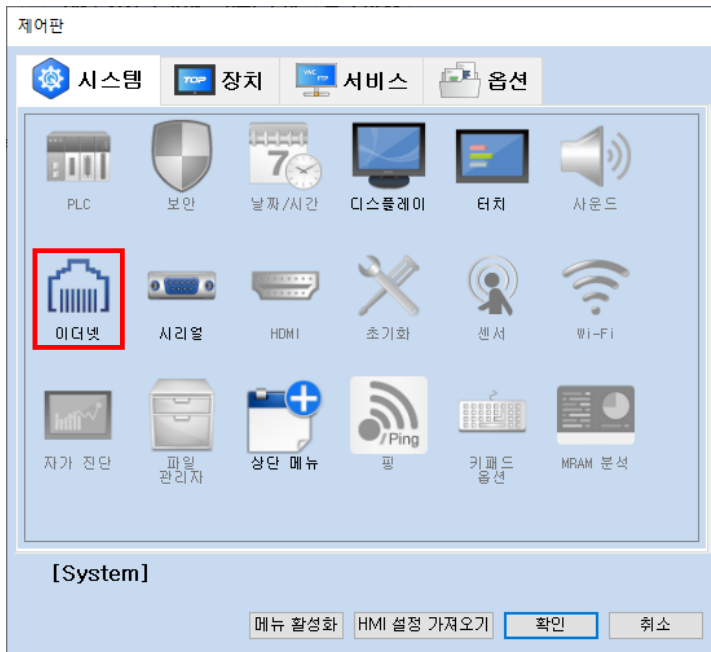 제어판
시스템
TOP
장치
VNC
FTP
서비스
옵션
7
PLC
보안
날짜/시간
디스플레이
터치
사운드
이더넷
시리얼
HDMI
초기화
센서
Wi-Fi
/Ping
자가 진단
파일
관리자
상단 메뉴
핑
키패드
옵션
MRAM 분석
[System]
메뉴 활성화
HMI 설정 가져오기
확인
취소